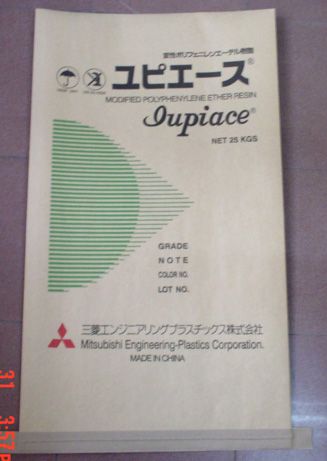 変性ポリフェニレンエーテル樹脂
ユピエース®
MODIFIED POLYPHENYLENE ETHER RESIN
Iupiace®
NET 25 KGS
GRADE
NOTE
COLOR NO.
LOT NO.
三菱エンジニアリングプラスチックス株式会社
Mitsubishi Engineering-Plastics Corporation.
MADE IN CHINA
31 3:57P